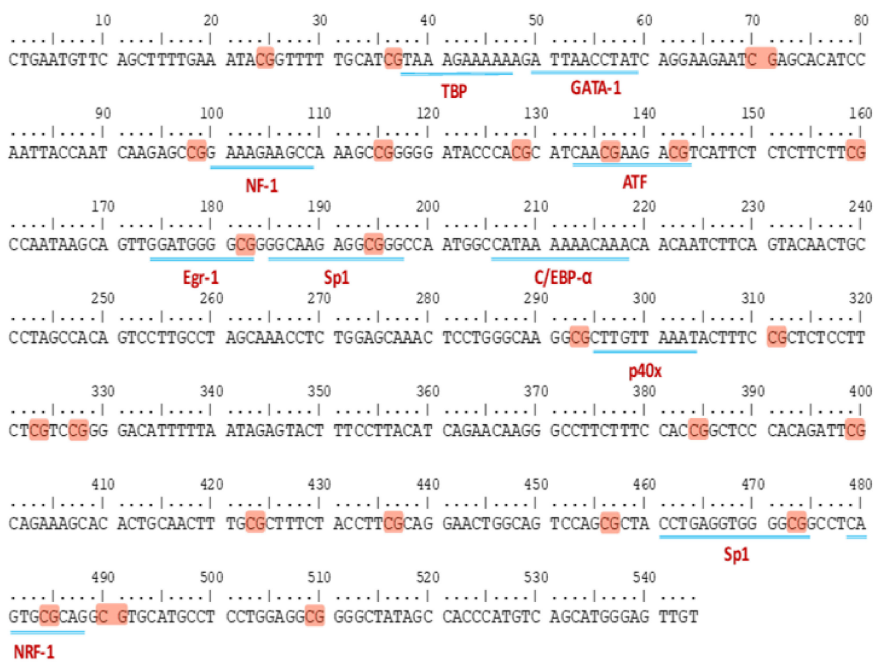 10 20 30 40 50 60 70 80
....|.... ....|.... ....|.... ....|.... ....|.... ....|.... ....|.... ....|....
CTGAATGTTC AGCTTTTGAA ATACGGTTTT TGCATCGTAA AGAAAAAAGA TTAACCTATC AGGAAGAATC GAGCACATCC
TBP GATA-1
90 100 110 120 130 140 150 160
....|.... ....|.... ....|.... ....|.... ....|.... ....|.... ....|.... ....|....
AATTACCAAT CAAGAGCCGG AAAGAAGCCA AAGCCGGGGG ATACCCACGC ATCAACGAAG ACGTCATTCT CTCTTCTTCG
NF-1 ATF
170 180 190 200 210 220 230 240
....|.... ....|.... ....|.... ....|.... ....|.... ....|.... ....|.... ....|....
CCAATAAGCA GTTGGATGGG GCGGGGCAAG AGGCGGGCCA ATGGCCATAA AAAACAAACA ACAATCTTCA GTACAACTGC
Egr-1 Sp1 C/EBP-α
250 260 270 280 290 300 310 320
....|.... ....|.... ....|.... ....|.... ....|.... ....|.... ....|.... ....|....
CCTAGCCACA GTCCTTGCCT AGCAAACCTC TGGAGCAAAC TCCTGGGCAA GGCGCTTGTT AAATACTTTC CGCTCTCCTT
p40x
330 340 350 360 370 380 390 400
....|.... ....|.... ....|.... ....|.... ....|.... ....|.... ....|.... ....|....
CTCGTCCGGG GACATTTTTA ATAGAGTACT TTCCTTACAT CAGAACAAGG GCCTTCTTTC CACCGGCTCC CACAGATTCG
410 420 430 440 450 460 470 480
....|.... ....|.... ....|.... ....|.... ....|.... ....|.... ....|.... ....|....
CAGAAAGCAC ACTGCAACTT TGCGCTTTCT ACCTTCGCAG GAACTGGCAG TCCAGCGCTA CCTGAGGTGG GGCGGCCTCA
Sp1
490 500 510 520 530 540
....|.... ....|.... ....|.... ....|.... ....|.... ....|.... ....
GTGCGCAGGC GTGCATGCCT CCTGGAGGCG GGGCTATAGC CACCCATGTC AGCATGGGAG TTGT
NRF-1